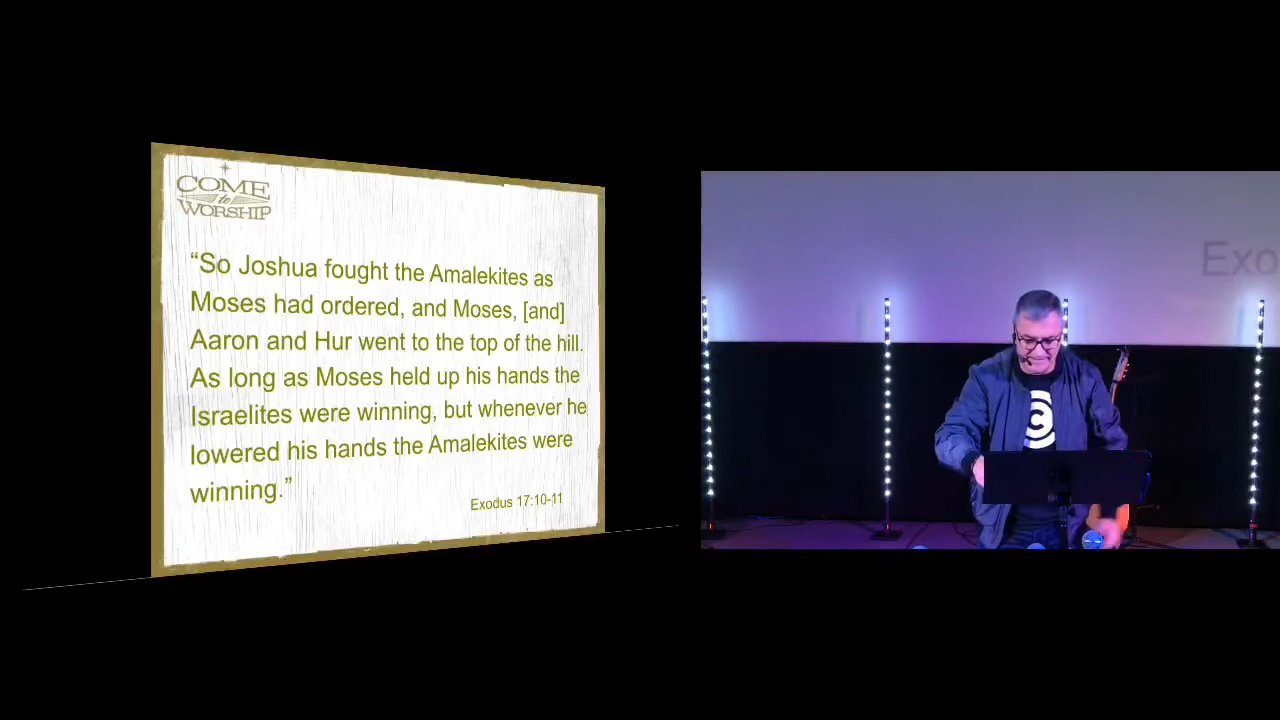 COME
to
WORSHIP
“So Joshua fought the Amalekites as
Moses had ordered, and Moses, [and]
Aaron and Hur went to the top of the hill.
As long as Moses held up his hands the
Israelites were winning, but whenever he
lowered his hands the Amalekites were
winning.”
Exodus 17:10-11
Exo